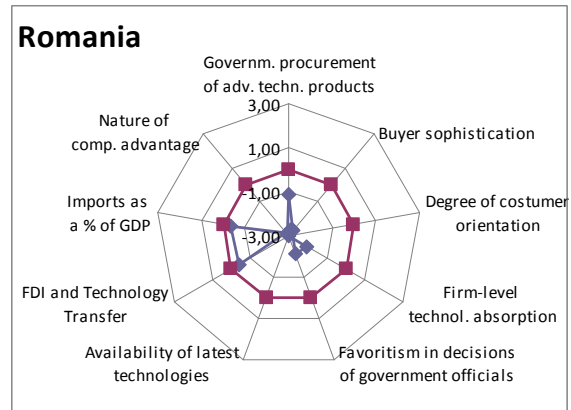 Romania
Governm. procurement
of adv. techn. products
3,00
1,00
-1,00
-3,00
Buyer sophistication
Degree of costumer
orientation
Firm-level
technol. absorption
Favoritism in decisions
of government officials
Availability of latest
technologies
FDI and Technology
Transfer
Imports as
a % of GDP
Nature of
comp. advantage